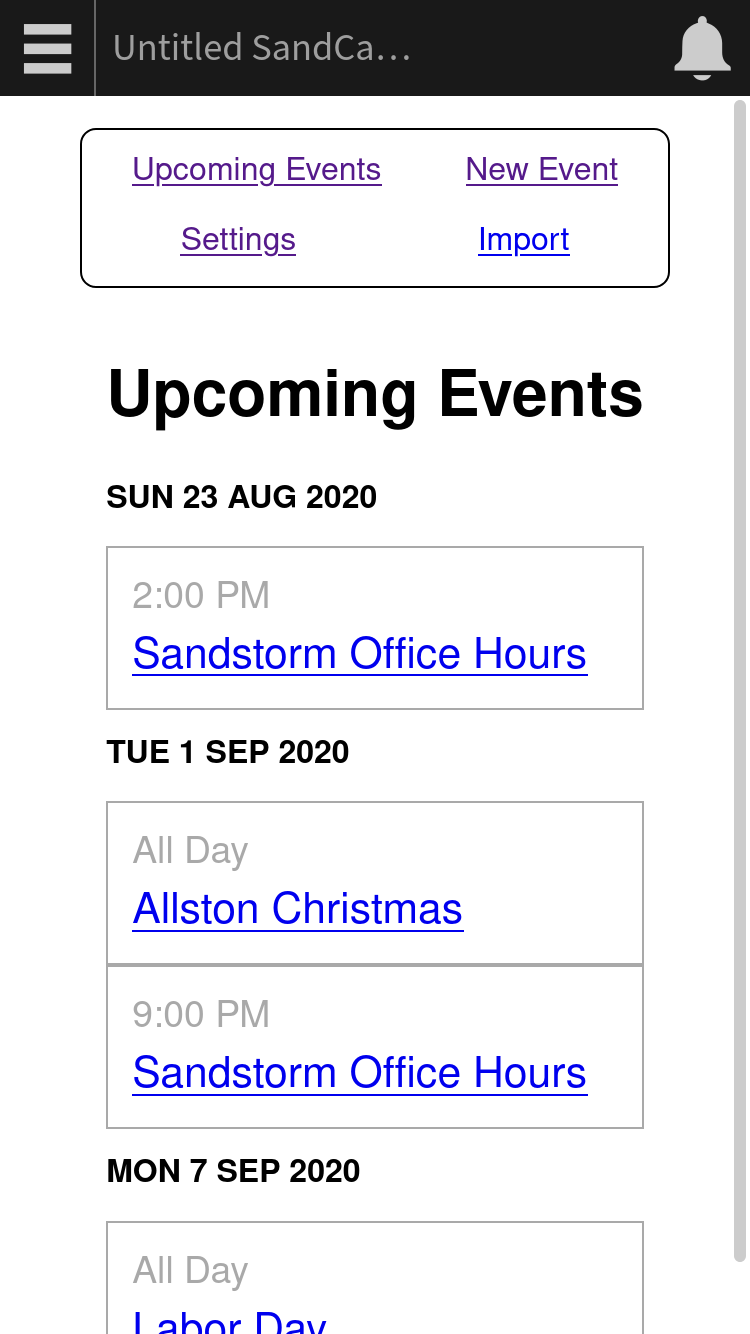 Untitled SandCa...
Upcoming Events New Event
Settings Import
Upcoming Events
SUN 23 AUG 2020
2:00 PM
Sandstorm Office Hours
TUE 1 SEP 2020
All Day
Allston Christmas
9:00 PM
Sandstorm Office Hours
MON 7 SEP 2020
All Day
Labor Day